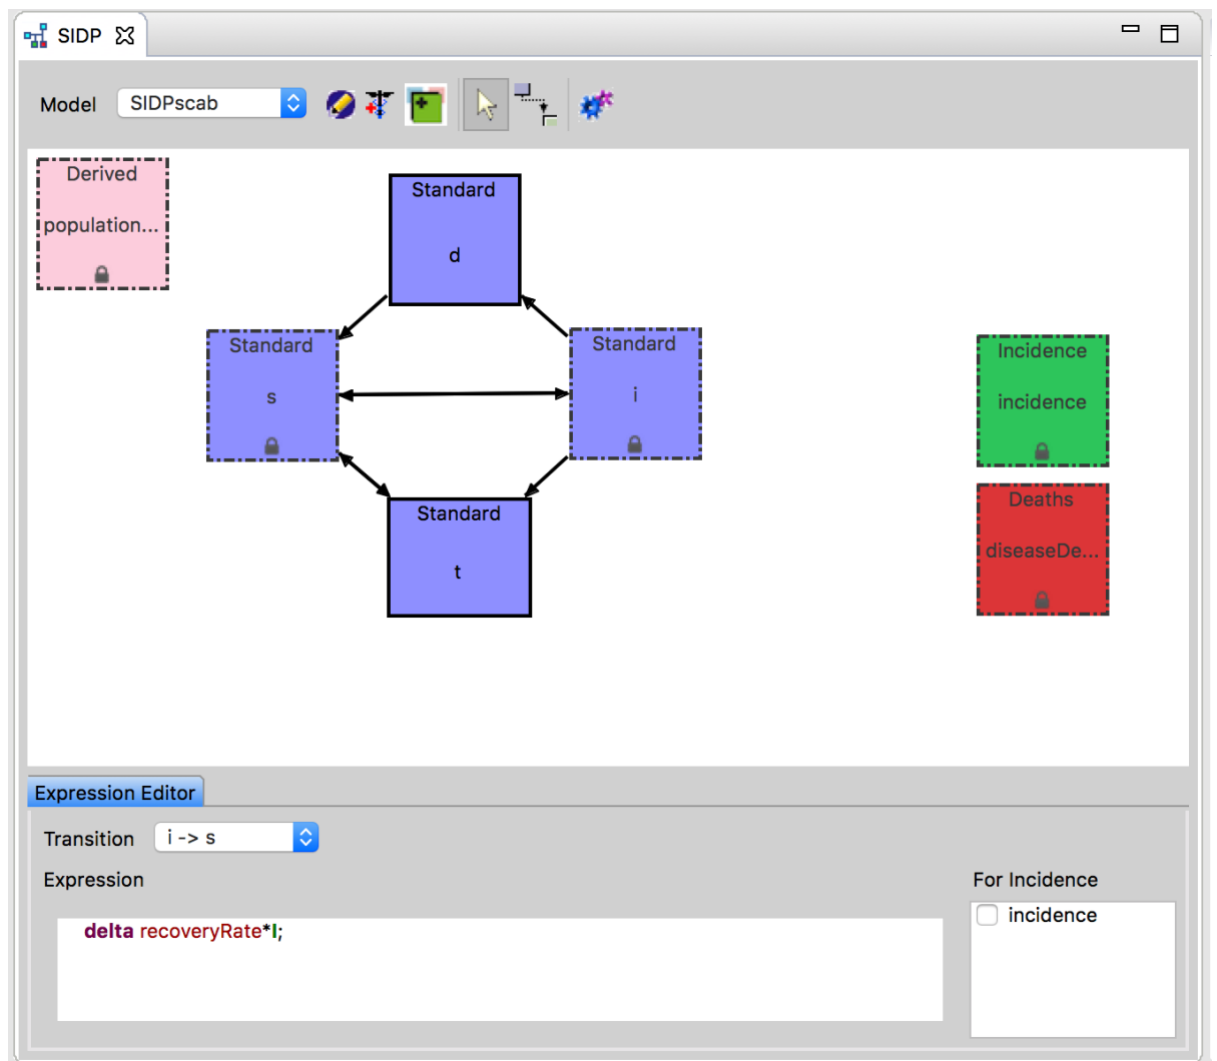 SIDP
Model SIDPscab
Derived
population...
Standard
d
Standard
s
Standard
i
Standard
t
Incidence
incidence
Deaths
diseaseDe...
Expression Editor
Transition i -> s
Expression
For Incidence
delta recoveryRate*I;
incidence